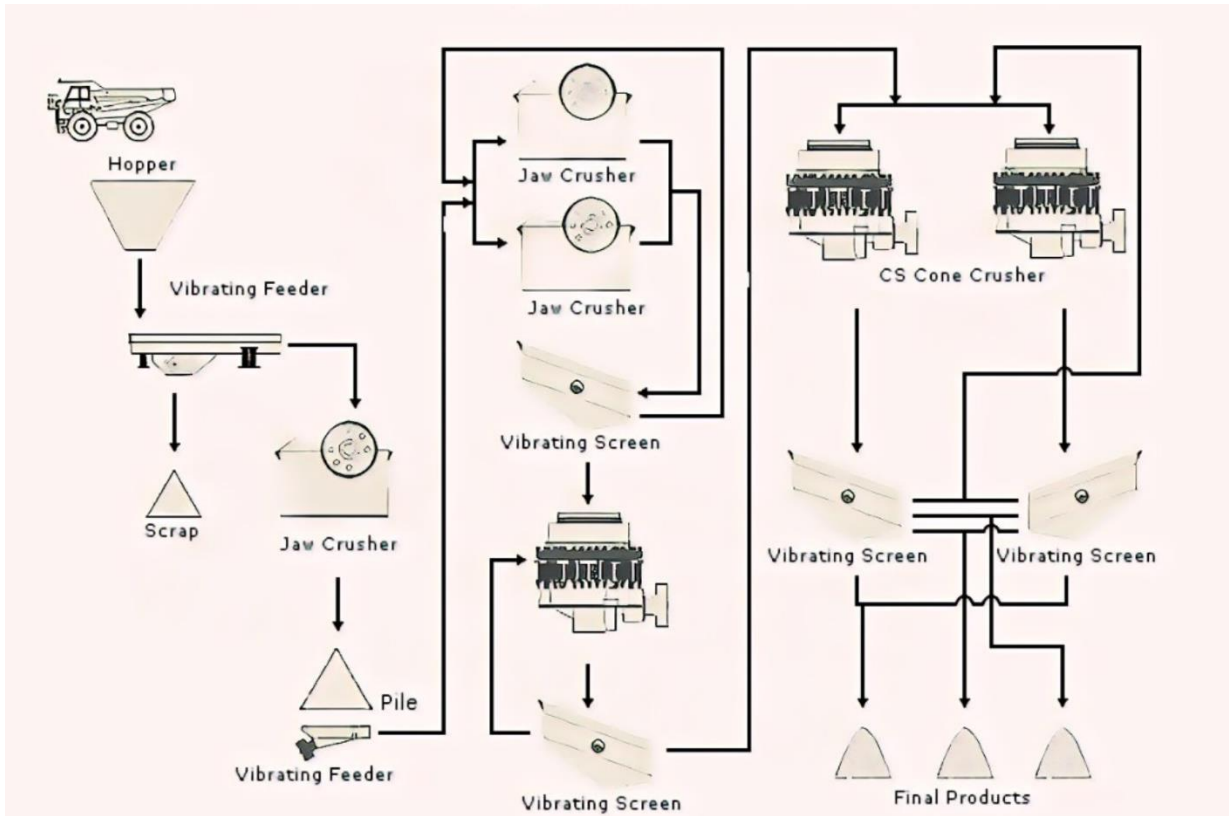 Hopper
Vibrating Feeder
Scrap
Jaw Crusher
Pile
Vibrating Feeder
Jaw Crusher
Jaw Crusher
Vibrating Screen
Vibrating Screen
CS Cone Crusher
Vibrating Screen
Vibrating Screen
Final Products